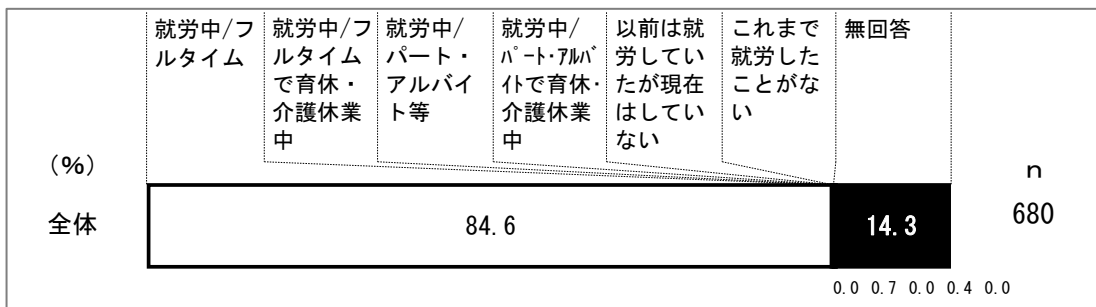 就労中/フ
ルタイム
就労中/フ
ルタイム
で育休・
介護休業
中
就労中/
パート・
アルバイ
ト等
就労中/
ﾊﾟｰﾄ･ｱﾙﾊﾞ
ｲﾄで育休・
介護休業
中
以前は就
労してい
たが現在
はしてい
ない
これまで
就労した
ことがな
い
無回答
(%)
n
全体
84.6
14.3
680
0.0 0.7 0.0 0.4 0.0